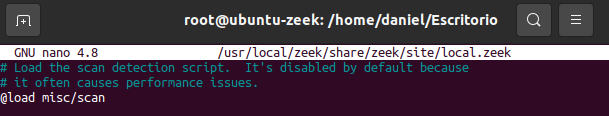 root@ubuntu-zeek: /home/daniel/Escritorio
GNU nano 4.8 /usr/local/zeek/share/zeek/site/local.zeek
# Load the scan detection script.  It's disabled by default because
# it often causes performance issues.
@load misc/scan